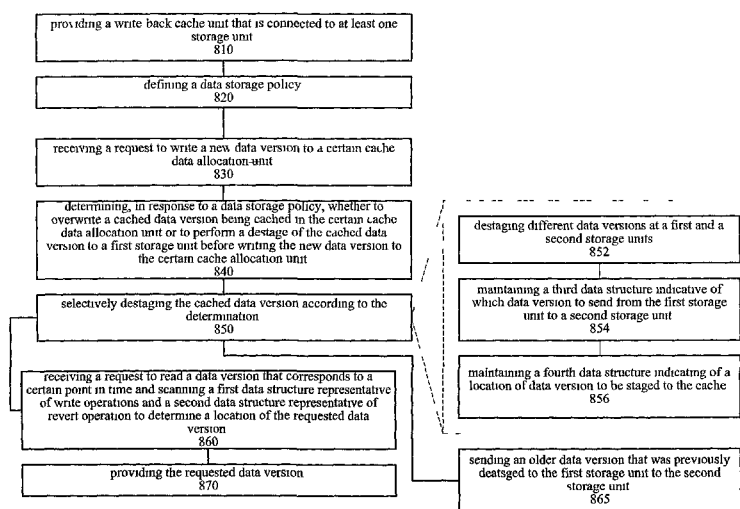 providing a write back cache unit that is connected to at least one
storage unit
810
defining a data storage policy
820
receiving a request to write a new data version to a certain cache
data allocation-unit
830
determining, in response to a data storage policy, whether to
overwrite a cached data version being cached in the certain cache
data allocation unit or to perform a destage of the cached data
version to a first storage unit before writing the new data version to
the certain cache allocation unit
840
selectively destaging the cached data version according to the
determination
850
destaging different data versions at a first and a
second storage units
852
maintaining a third data structure indicative of
which data version to send from the first storage
unit to a second storage unit
854
maintaining a fourth data structure indicating of a
location of data version to be staged to the cache
856
receiving a request to read a data version that corresponds to a
certain point in time and scanning a first data structure representative
of write operations and a second data structure representative of
revert operation to determine a location of the requested data
version
860
providing the requested data version
870
sending an older data version that was previously
deatsged to the first storage unit to the second
storage unit
865